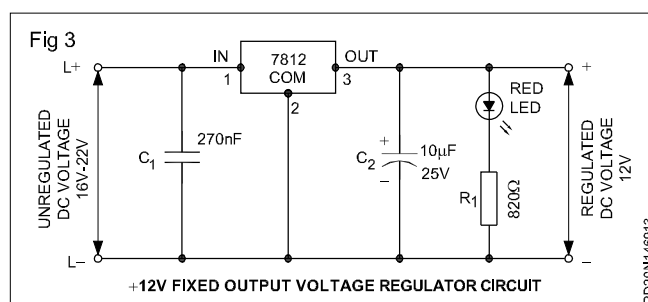 Fig 3
L+
IN
1
7812
COM
2
OUT
3
+
UNREGULATED
DC VOLTAGE
16V-22V
C1
270nF
+
C2
10µF
25V
–
RED
LED
R1
820Ω
REGULATED
DC VOLTAGE
12V
L–
–
+12V FIXED OUTPUT VOLTAGE REGULATOR CIRCUIT